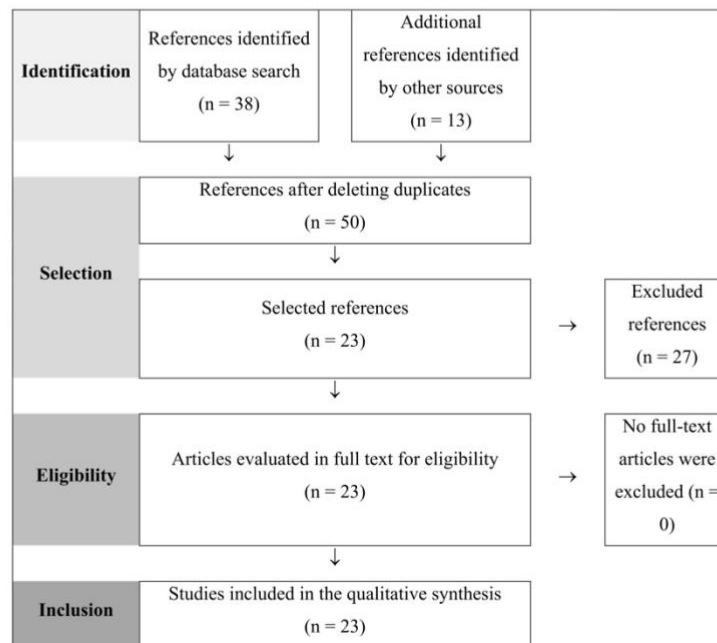 Identification
References identified
by database search
(n = 38)
Additional
references identified
by other sources
(n = 13)
↓
↓
Selection
References after deleting duplicates
(n = 50)
↓
Selected references
(n = 23)
→
Excluded
references
(n = 27)
↓
Eligibility
Articles evaluated in full text for eligibility
(n = 23)
→
No full-text
articles were
excluded (n =
0)
↓
Inclusion
Studies included in the qualitative synthesis
(n = 23)